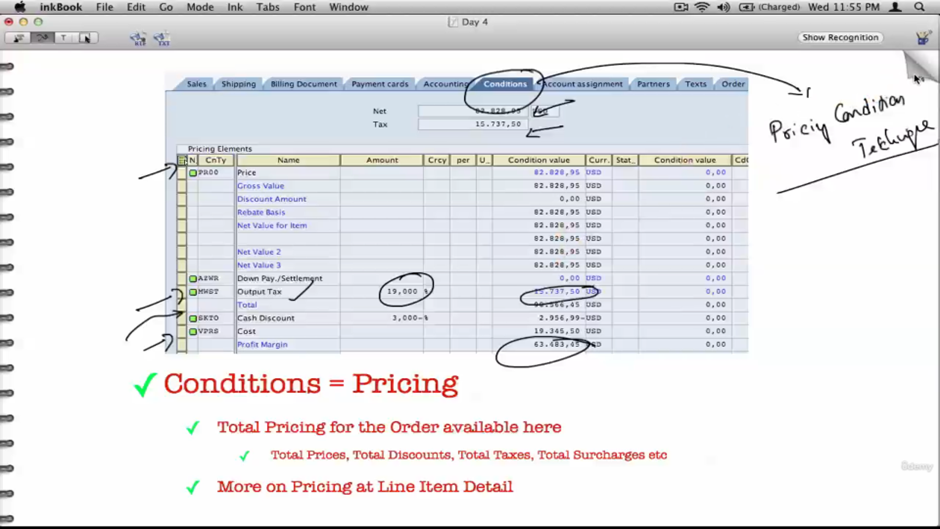 inkBook File Edit Go Mode Ink Tabs Font Window (Charged) Wed 11:55 PM
Day 4
T TXT Show Recognition
Sales Shipping Billing Document Payment cards Accounting Conditions Account assignment Partners Texts Order
Net 82.828,95
Tax 15.737,50
Pricing Condition
Technique
Pricing Elements
N CnTy Name Amount Crcy per U.. Condition value Curr. Stat.. Condition value CdC
PR00 Price 82.828,95 USD 0,00
Gross Value 82.828,95 USD 0,00
Discount Amount 0,00 USD 0,00
Rebate Basis 82.828,95 USD 0,00
Net Value for Item 82.828,95 USD 0,00
82.828,95 USD 0,00
Net Value 2 82.828,95 USD 0,00
Net Value 3 82.828,95 USD 0,00
AZWR Down Pay./Settlement 0,00 USD 0,00
MWST Output Tax 19,000 % 15.737,50 USD 0,00
Total 98.566,45 USD 0,00
SKTO Cash Discount 3,000-% 2.956,99- USD 0,00
VPRS Cost 19.345,50 USD 0,00
Profit Margin 63.483,45 USD 0,00
Conditions = Pricing
Total Pricing for the Order available here
Total Prices, Total Discounts, Total Taxes, Total Surcharges etc
Udemy
More on Pricing at Line Item Detail